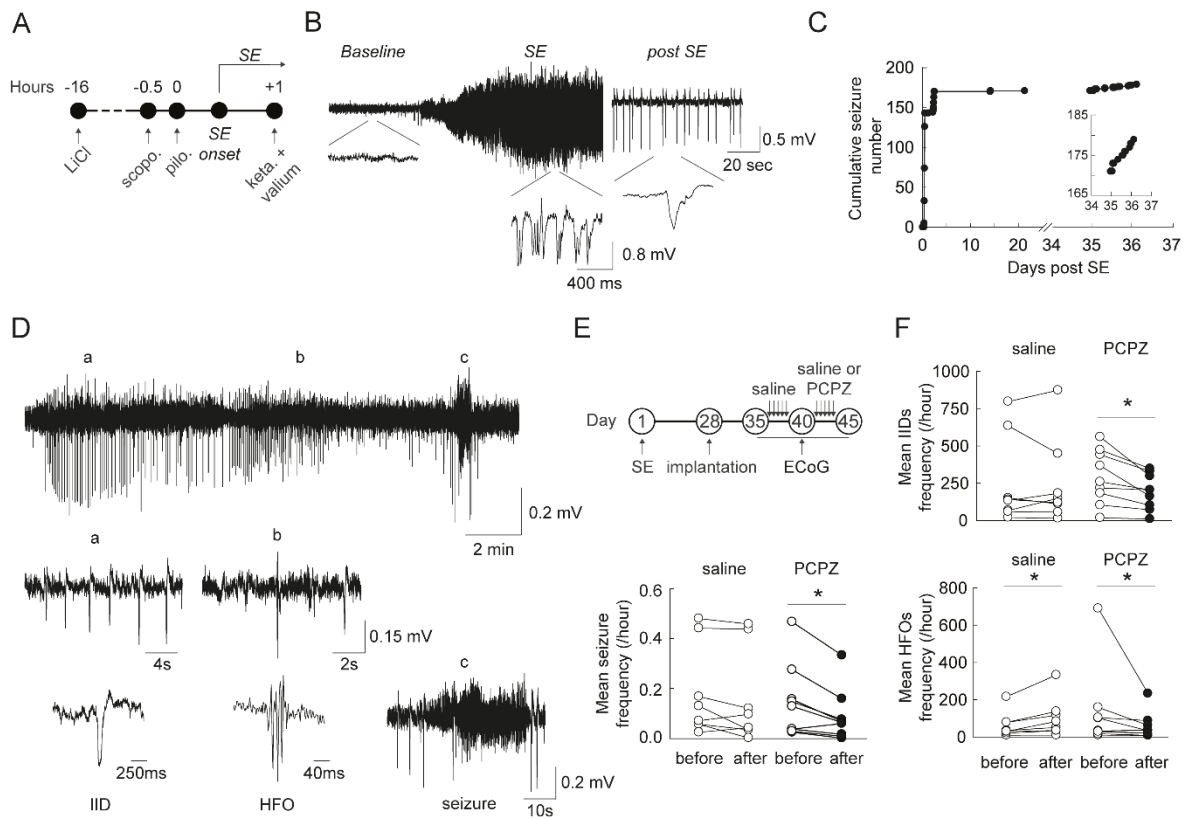 A
SE
Hours -16 -0.5 0 +1
SE
onset
LiCl
scopo.
pilo.
keta. +
valium
B
Baseline SE post SE
0.5 mV
20 sec
0.8 mV
400 ms
C
Cumulative seizure
number
200
150
100
50
0
185
175
165
34 35 36 37
0 10 20 34 35 36 37
Days post SE
D
a b c
0.2 mV
2 min
a b
0.15 mV
4s 2s
c
250ms 40ms
0.2 mV
10s
IID HFO seizure
E
saline or
saline PCPZ
Day 1 28 35 40 45
SE implantation ECoG
saline PCPZ
*
Mean seizure
frequency (/hour)
0.6
0.4
0.2
0.0
before after before after
F
saline PCPZ
*
Mean IIDs
frequency (/hour)
1000
750
500
250
0
saline PCPZ
* *
Mean HFOs
frequency (/hour)
800
600
400
200
0
before after before after